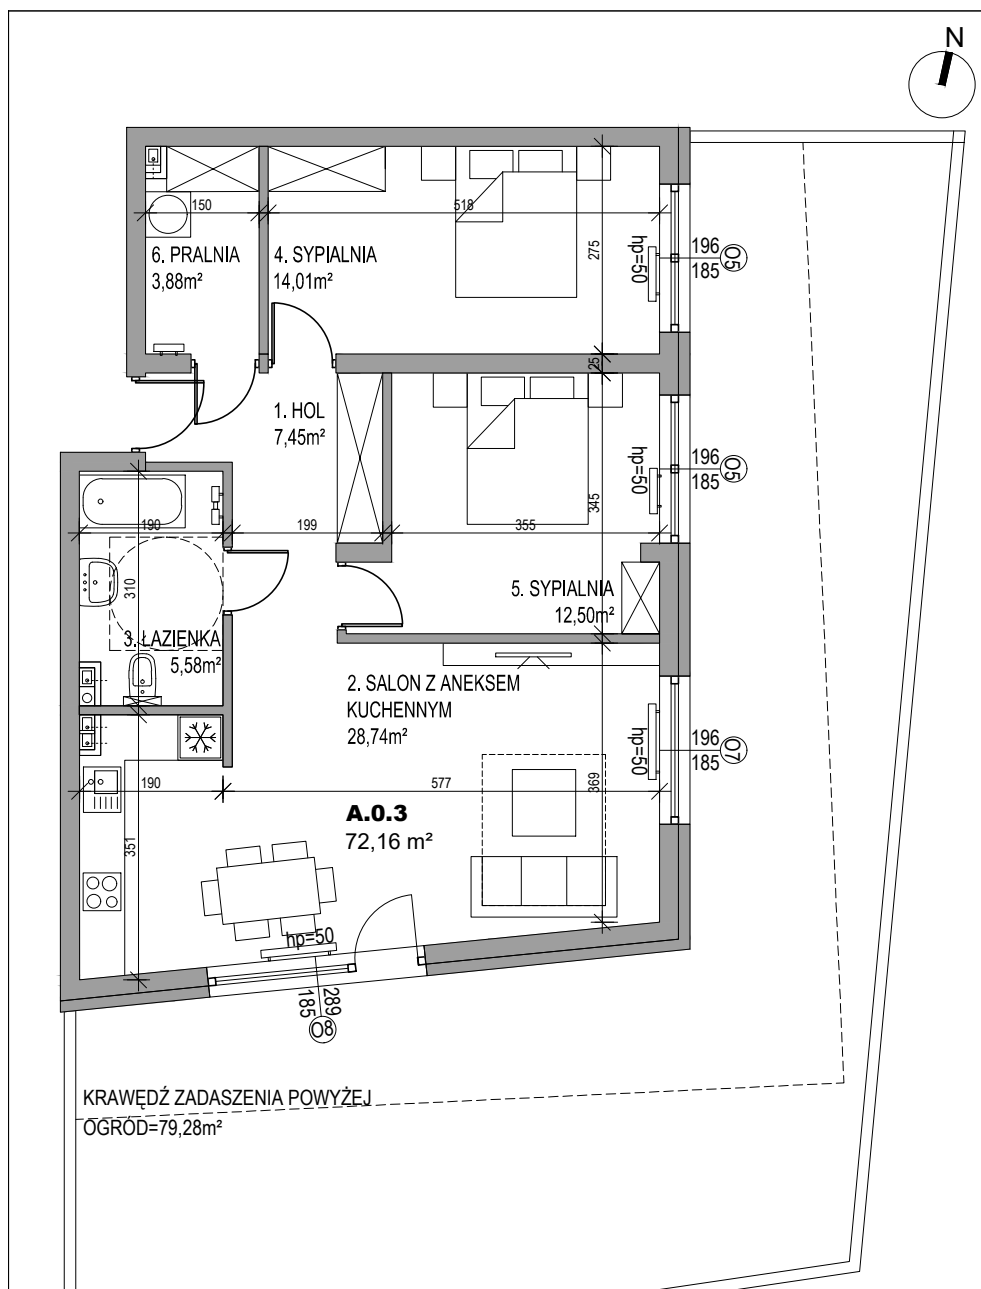 N
150
518
6. PRALNIA
3,88m²
4. SYPIALNIA
14,01m²
275
hp=50
196
185
O5
25
1. HOL
7,45m²
hp=50
196
185
O5
345
190
199
355
310
5. SYPIALNIA
12,50m²
3. ŁAZIENKA
5,58m²
2. SALON Z ANEKSEM
KUCHENNYM
28,74m²
hp=50
196
185
O7
369
190
577
A.0.3
72,16 m²
351
hp=50
289
185
O8
KRAWĘDŹ ZADASZENIA POWYŻEJ
OGRÓD=79,28m²